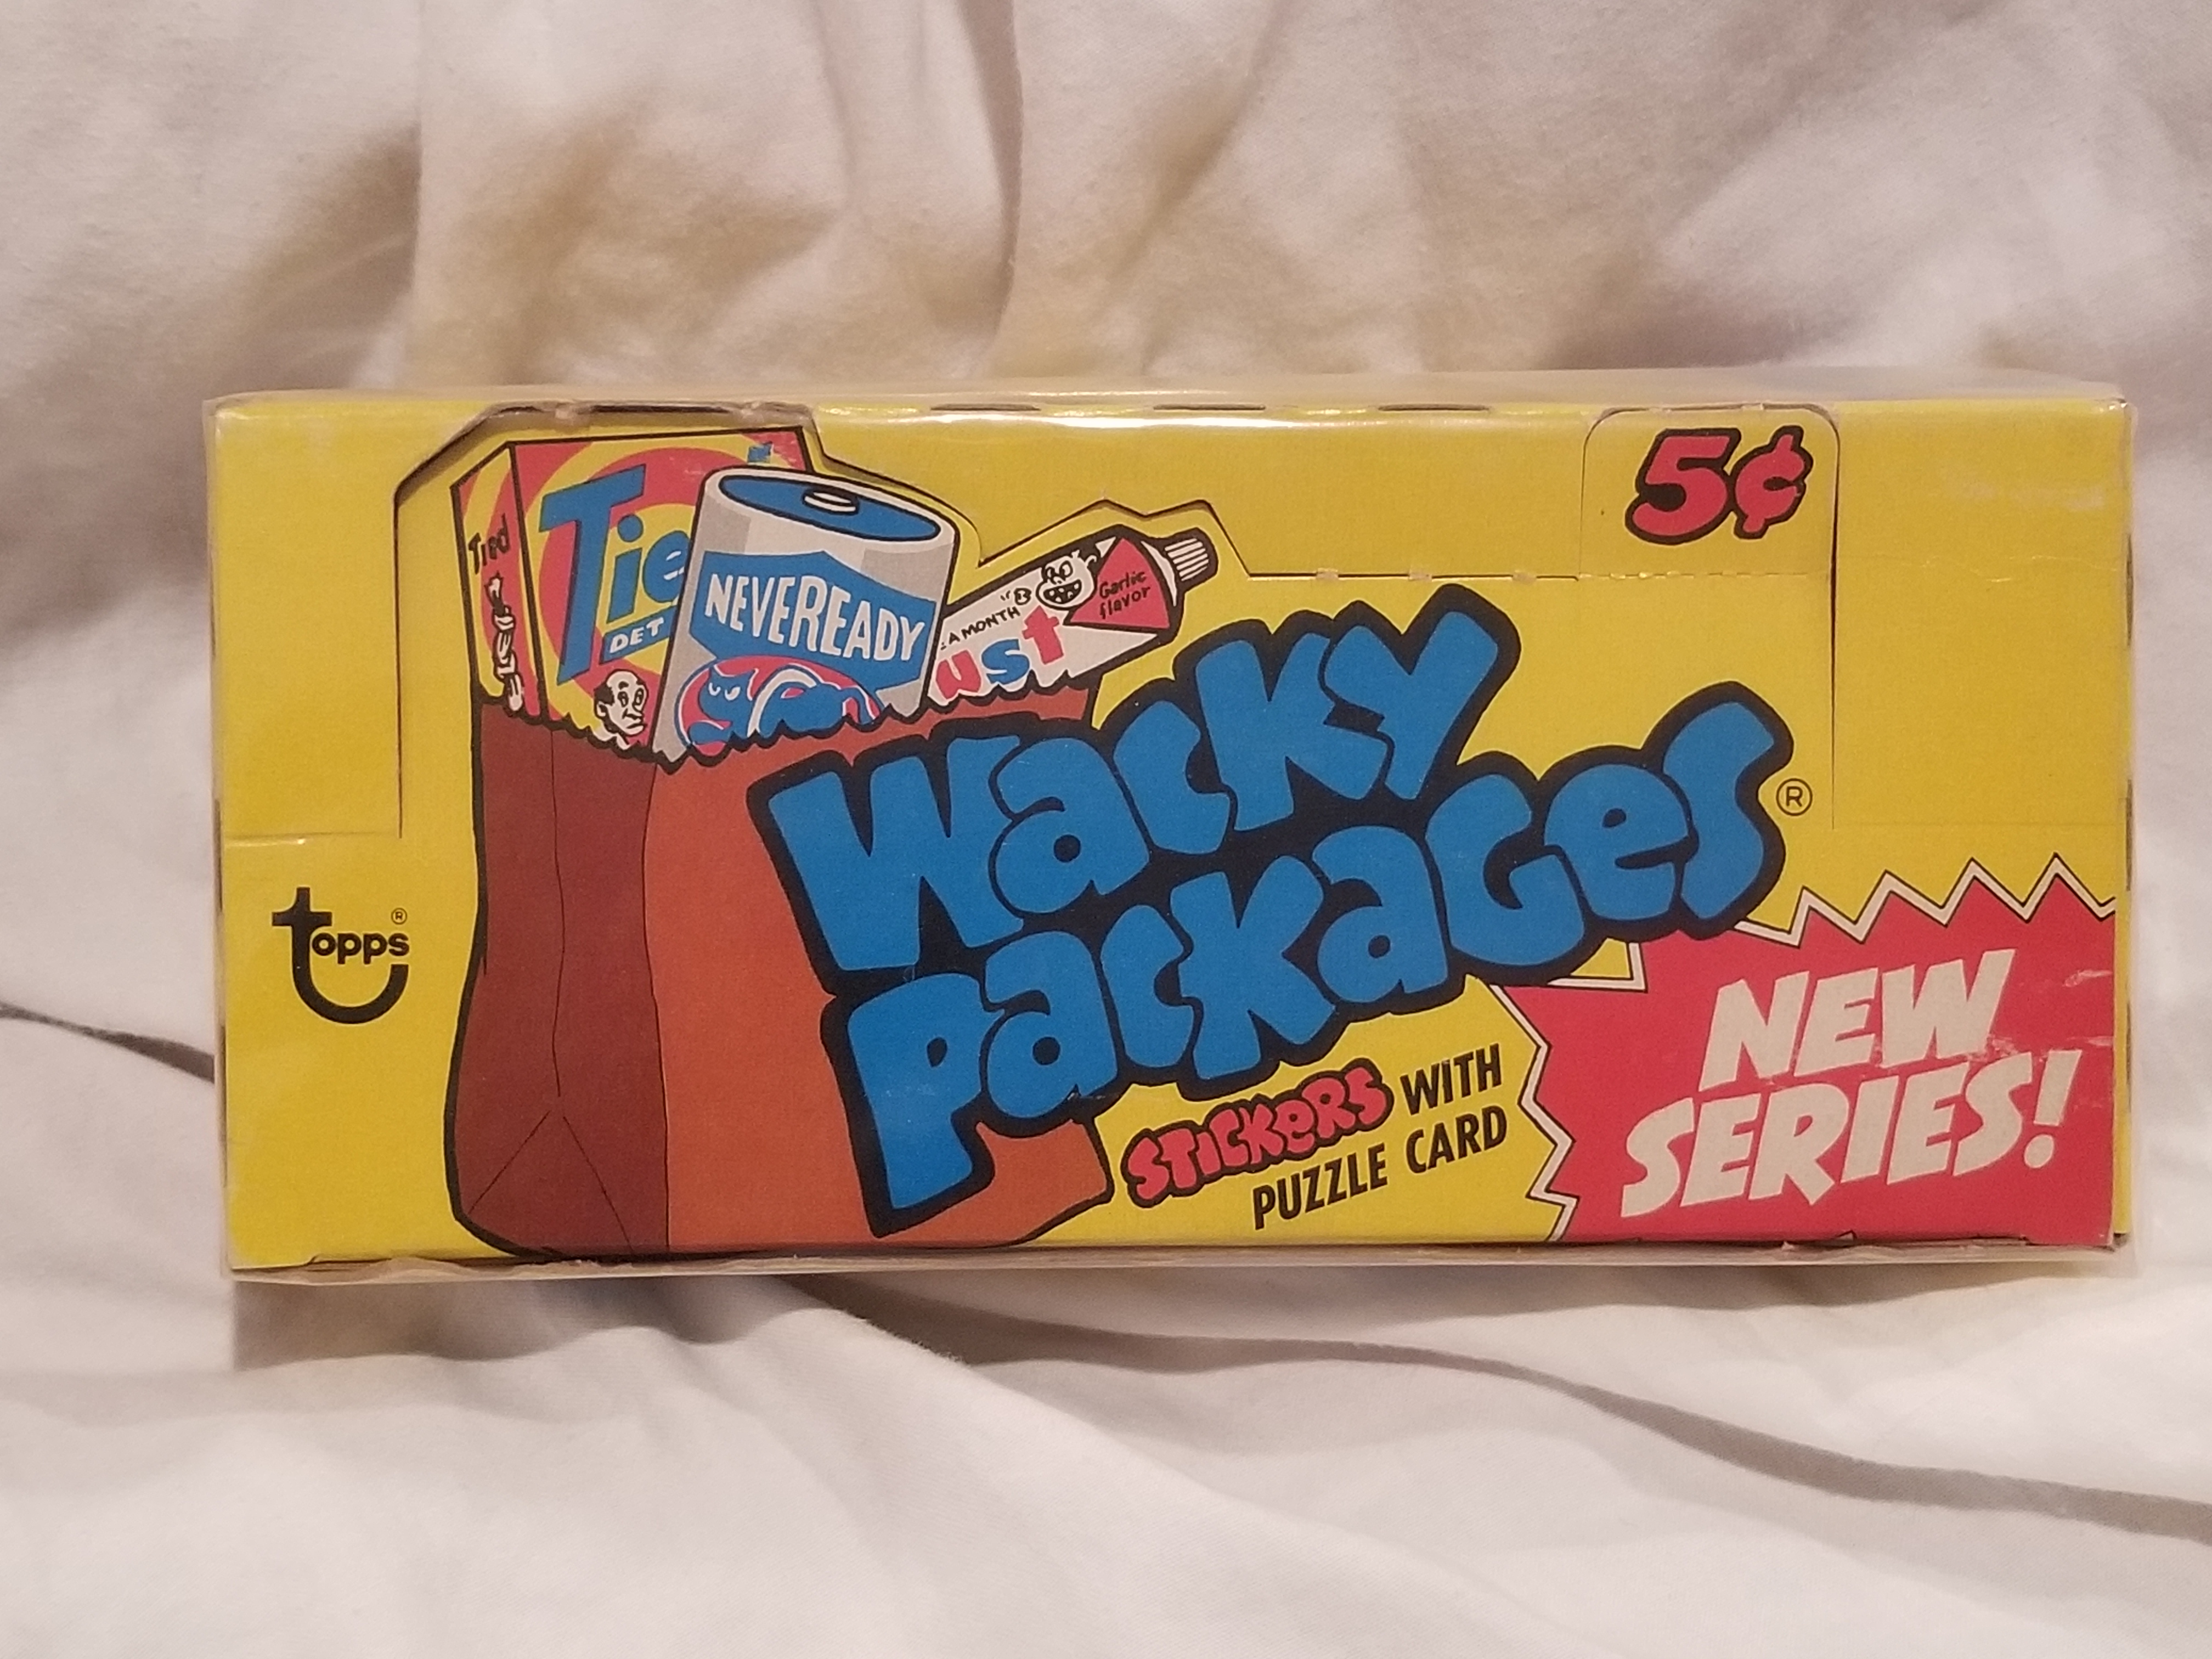 5¢
Tied
Tie
DET
NEVEREADY
A MONTH
Garlic
flavor
ust
Wacky
Packages
®
topps®
STICKERS WITH
PUZZLE CARD
NEW
SERIES!